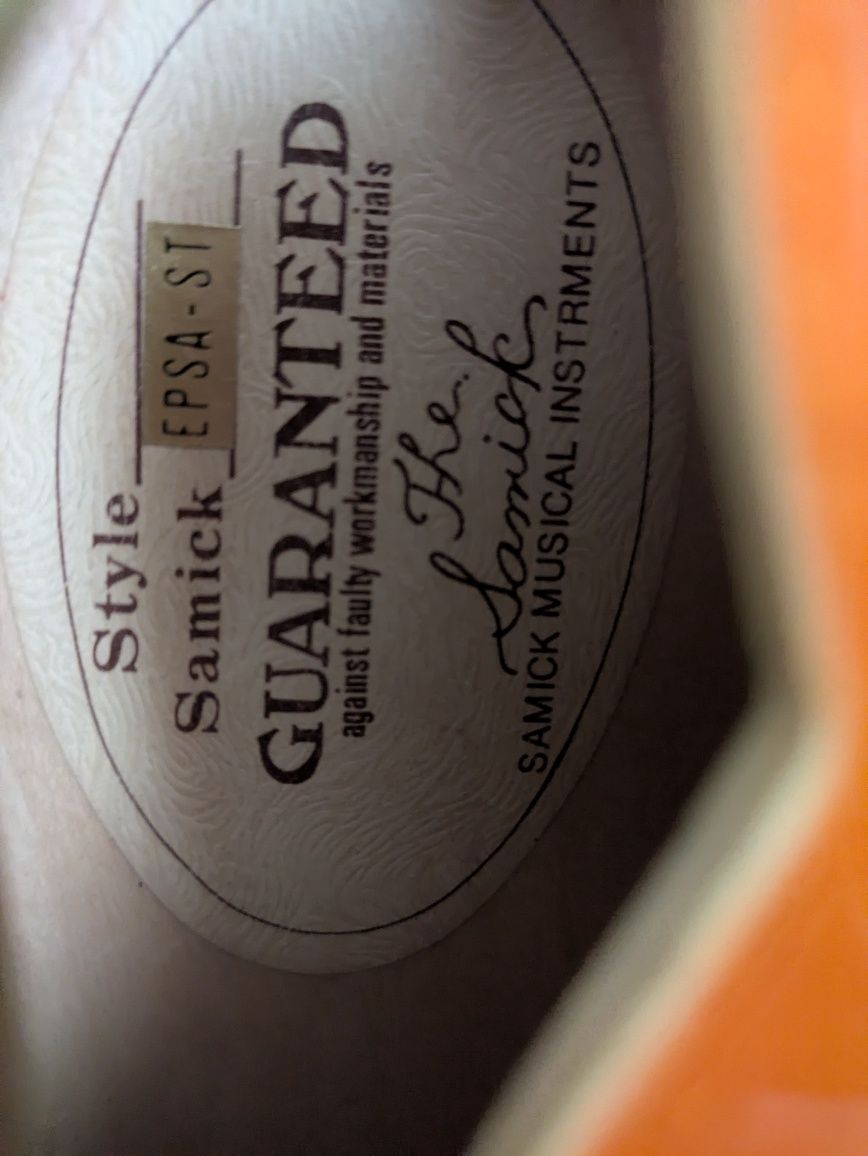 Style
EPSA-ST
Samick
GUARANTEED
against faulty workmanship and materials
The
Samick
SAMICK MUSICAL INSTRMENTS